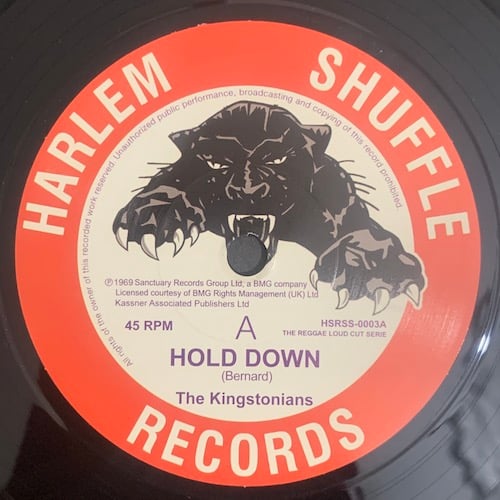 HARLEM SHUFFLE
RECORDS
All rights of the owner of this recorded work reserved. Unauthorized public performance, broadcasting and copying of this record prohibited.
℗1969 Sanctuary Records Group Ltd, a BMG company
Licensed courtesy of BMG Rights Management (UK) Ltd
Kassner Associated Publishers Ltd
45 RPM
A
HSRSS-0003A
THE REGGAE LOUD CUT SERIE
HOLD DOWN
(Bernard)
The Kingstonians